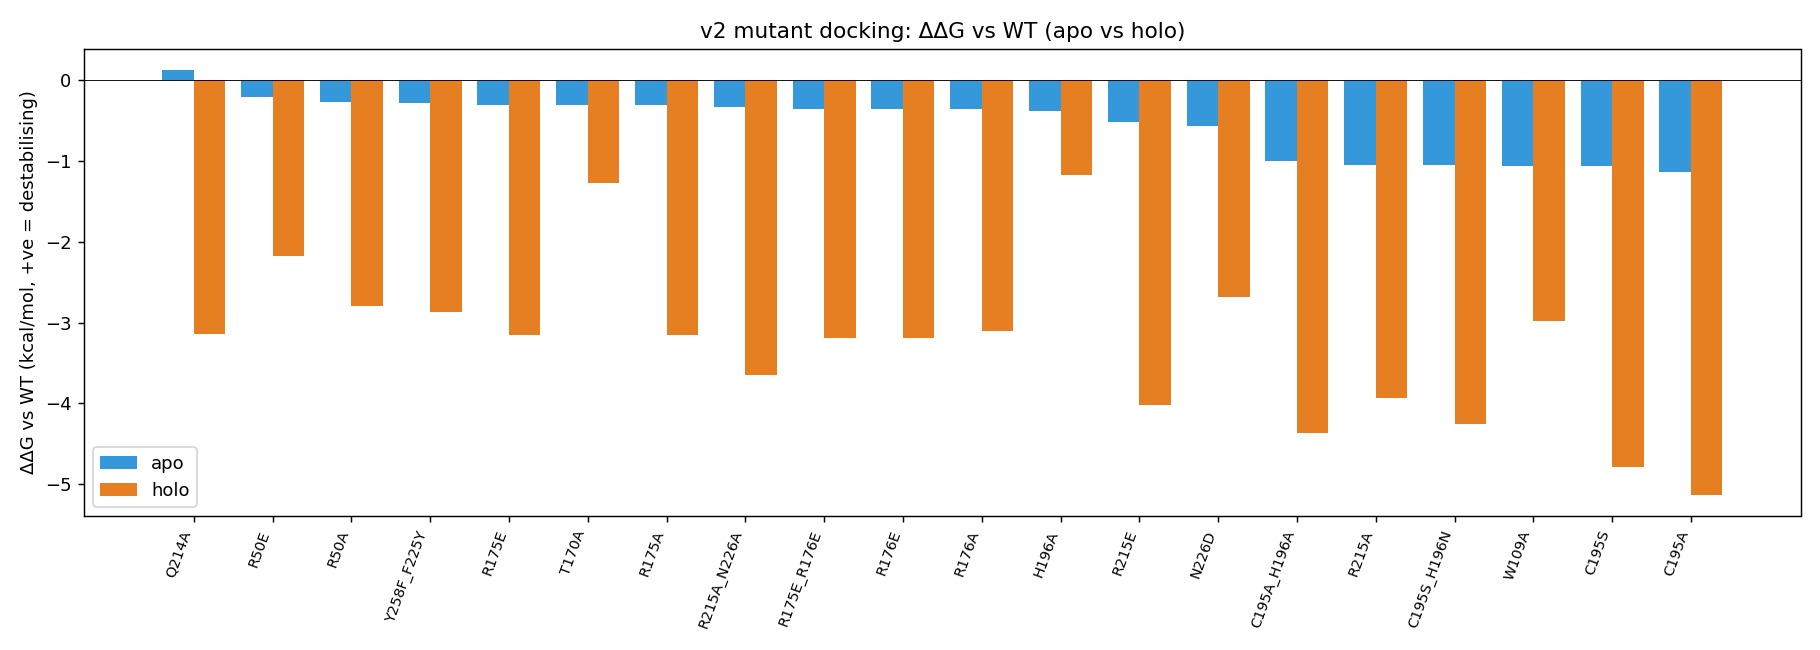 v2 mutant docking: ΔΔG vs WT (apo vs holo)
ΔΔG vs WT (kcal/mol, +ve = destabilising)
0
−1
−2
−3
−4
−5
apo
holo
Q214A
R50E
R50A
Y258F_F225Y
R175E
T170A
R175A
R215A_N226A
R175E_R176E
R176E
R176A
H196A
R215E
N226D
C195A_H196A
R215A
C195S_H196N
W109A
C195S
C195A